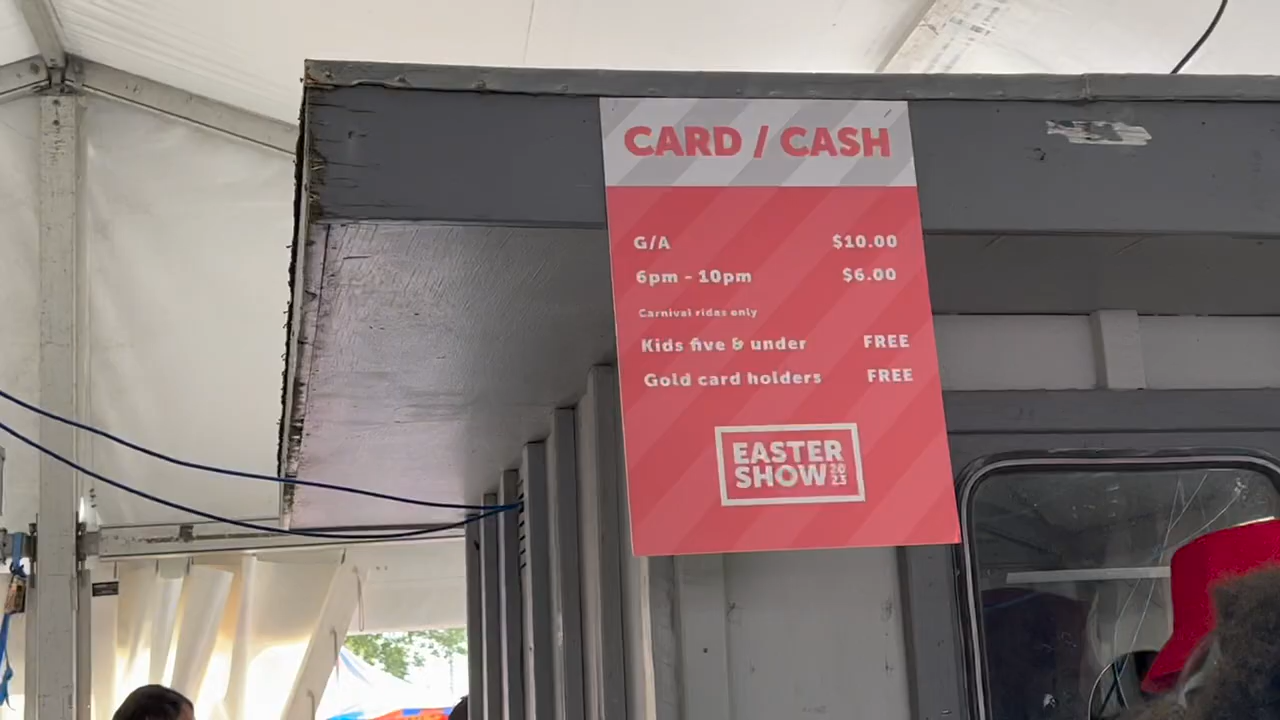 CARD / CASH
G/A $10.00
6pm - 10pm $6.00
Carnival rides only
Kids five & under FREE
Gold card holders FREE
EASTER
SHOW 2023